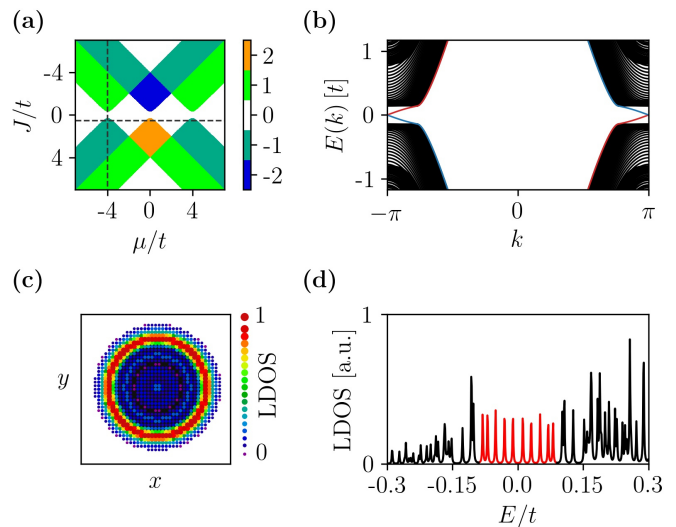 (a)
J/t
-4
0
4
-4
0
4
μ/t
2
1
0
-1
-2
(b)
E(k) [t]
1
0
-1
−π
0
π
k
(c)
y
x
1
LDOS
0
(d)
LDOS [a.u.]
1
0
-0.3
-0.15
0.0
0.15
0.3
E/t